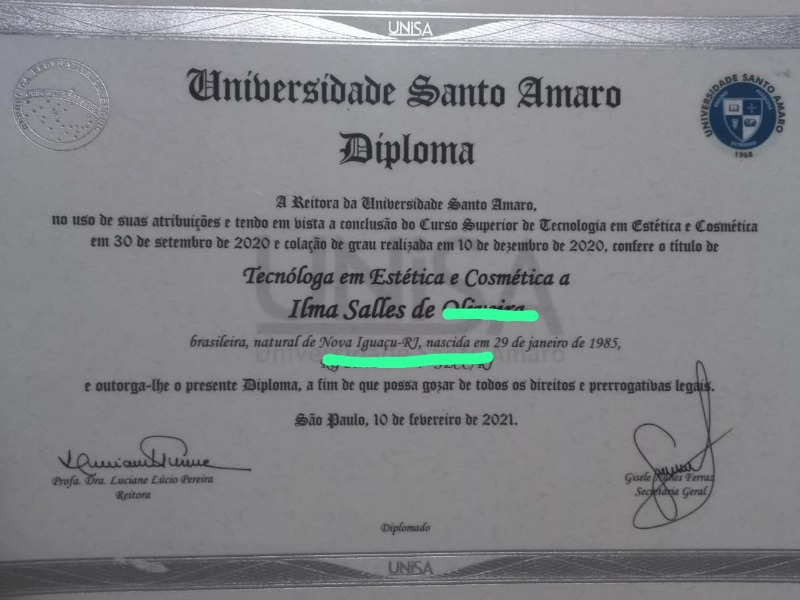 UNISA
Universidade Santo Amaro
UNIVERSIDADE SANTO AMARO
1968
Diploma
A Reitora da Universidade Santo Amaro,
no uso de suas atribuições e tendo em vista a conclusão do Curso Superior de Tecnologia em Estética e Cosmética
em 30 de setembro de 2020 e colação de grau realizada em 10 de dezembro de 2020, confere o título de
Tecnóloga em Estética e Cosmética a
Ilma Salles de
brasileira, natural de Nova Iguaçu-RJ, nascida em 29 de janeiro de 1985,
e outorga-lhe o presente Diploma, a fim de que possa gozar de todos os direitos e prerrogativas legais.
São Paulo, 10 de fevereiro de 2021.
Profa. Dra. Luciane Lúcio Pereira
Reitora
Gisele Nunes Ferraz
Secretária Geral
Diplomado
UNISA